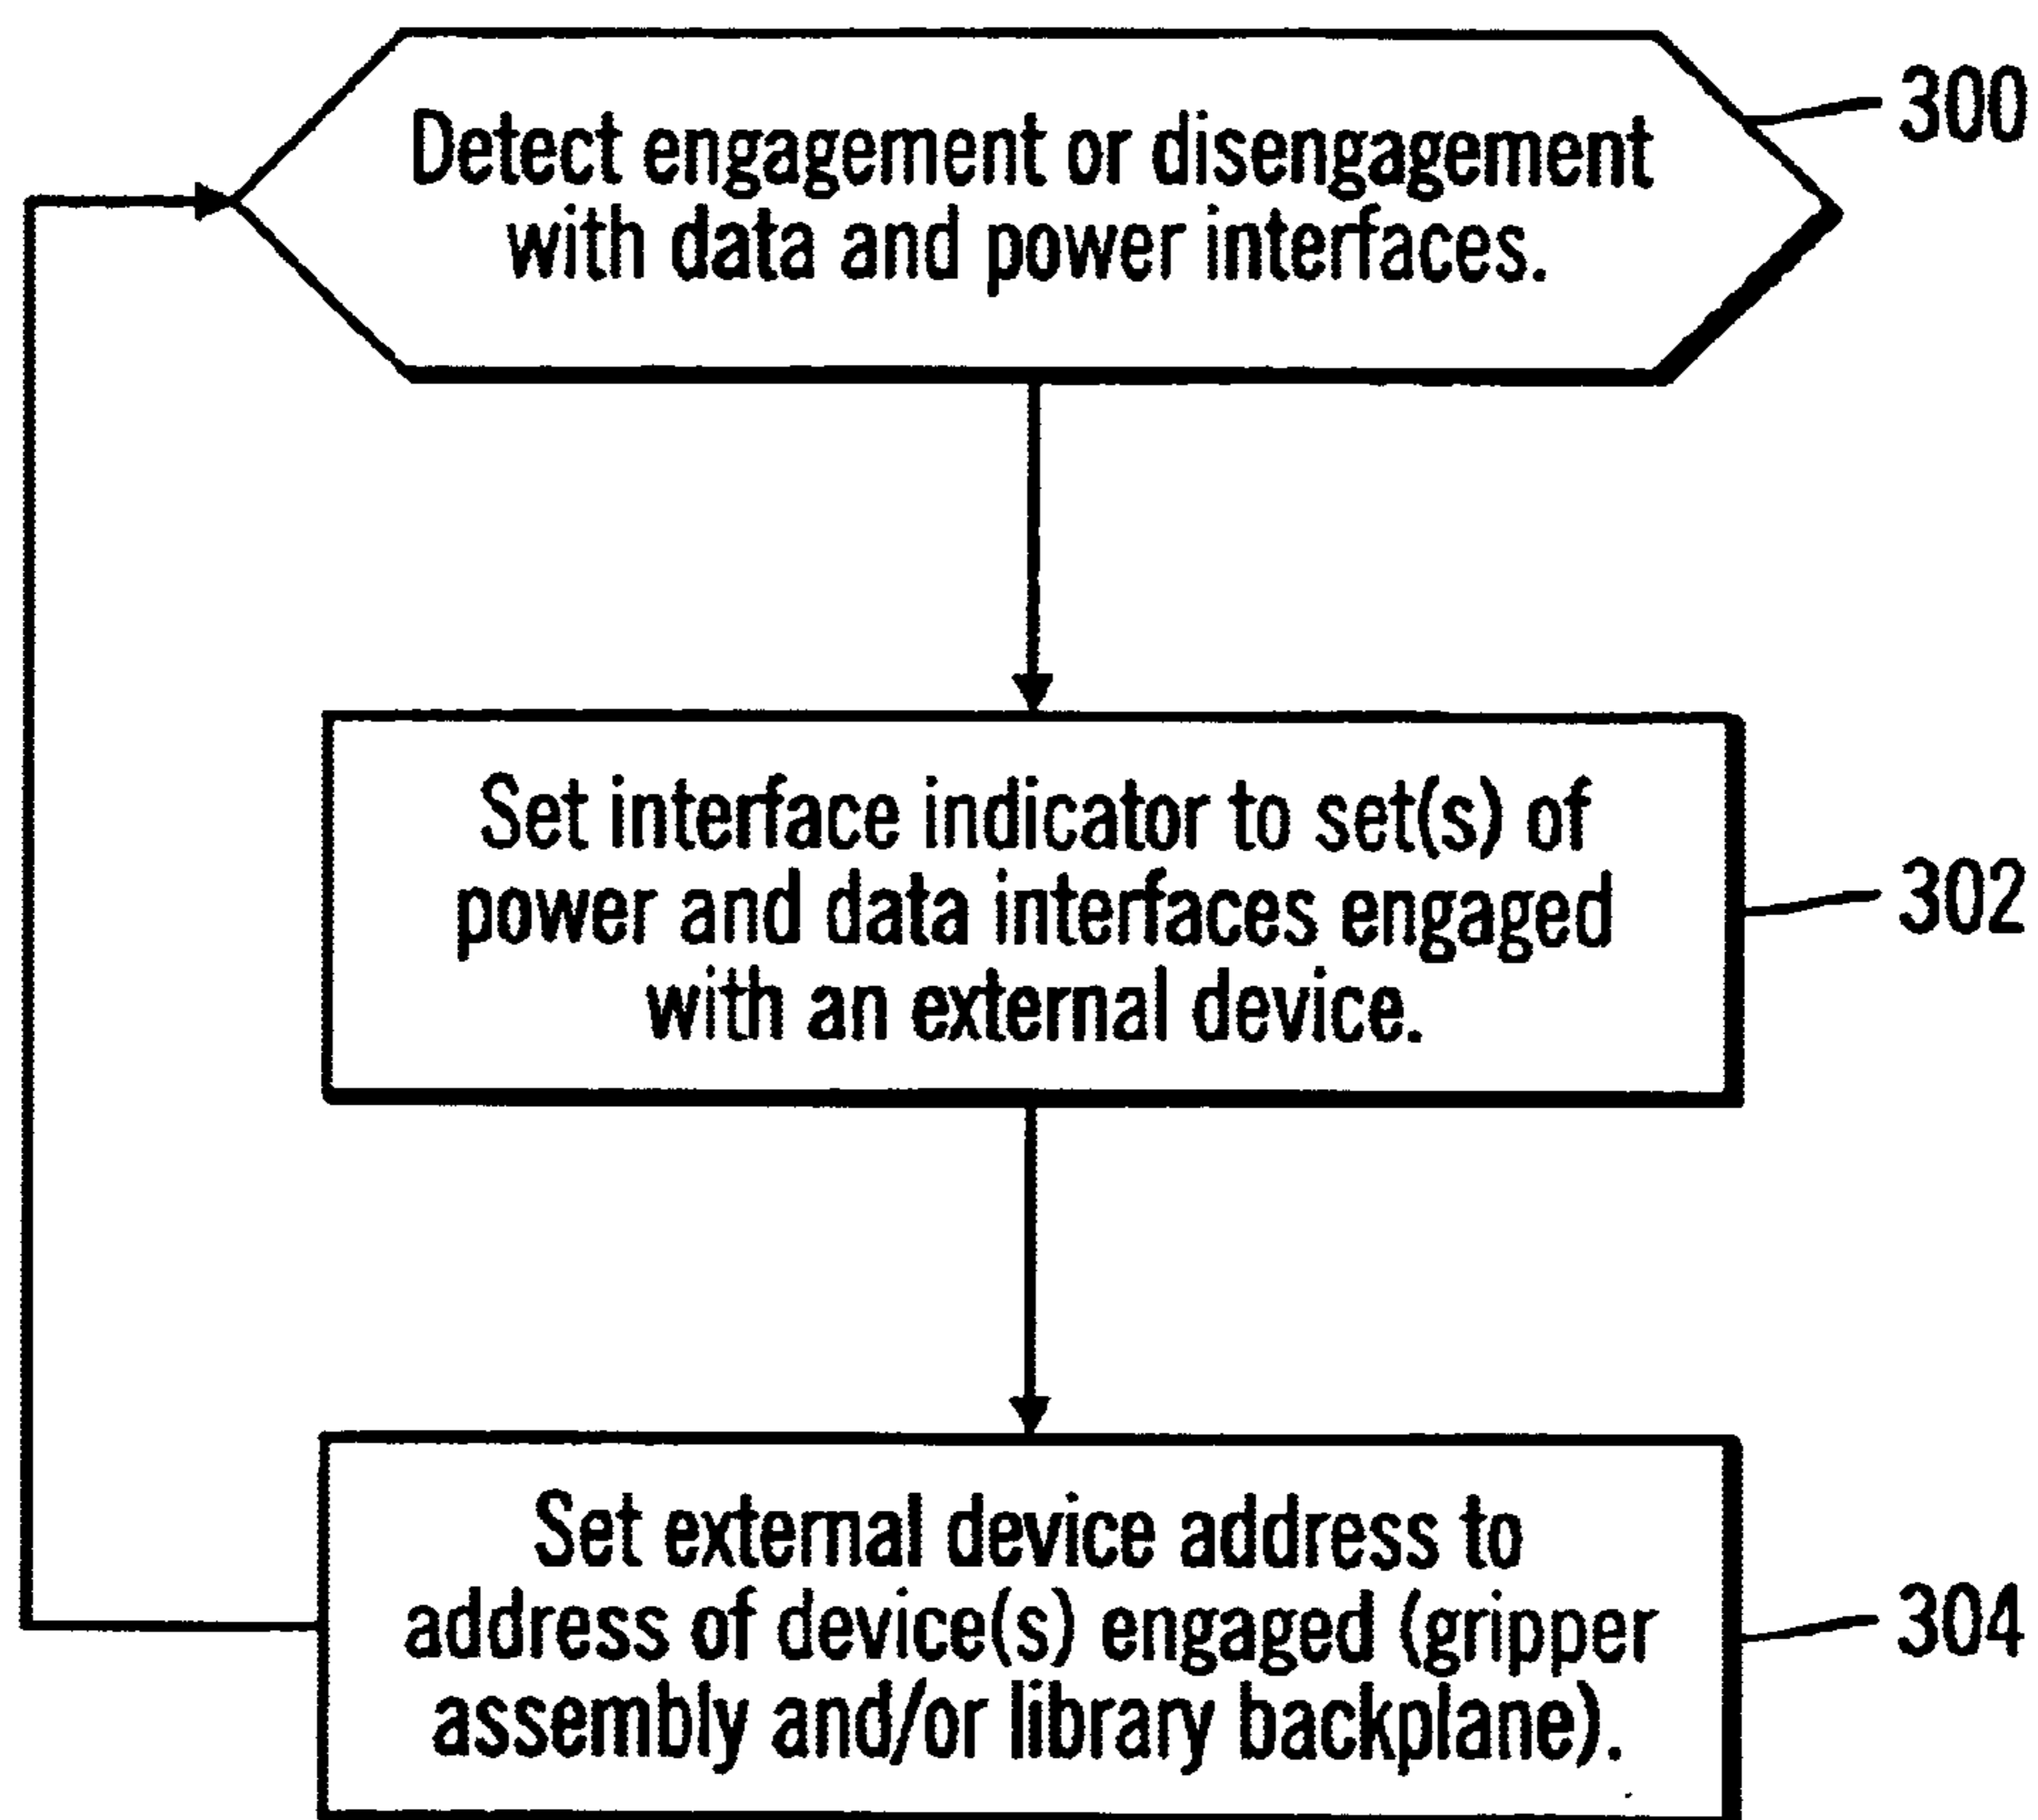 Detect engagement or disengagement
with data and power interfaces.
300
Set interface indicator to set(s) of
power and data interfaces engaged
with an external device.
302
Set external device address to
address of device(s) engaged (gripper
assembly and/or library backplane).
304